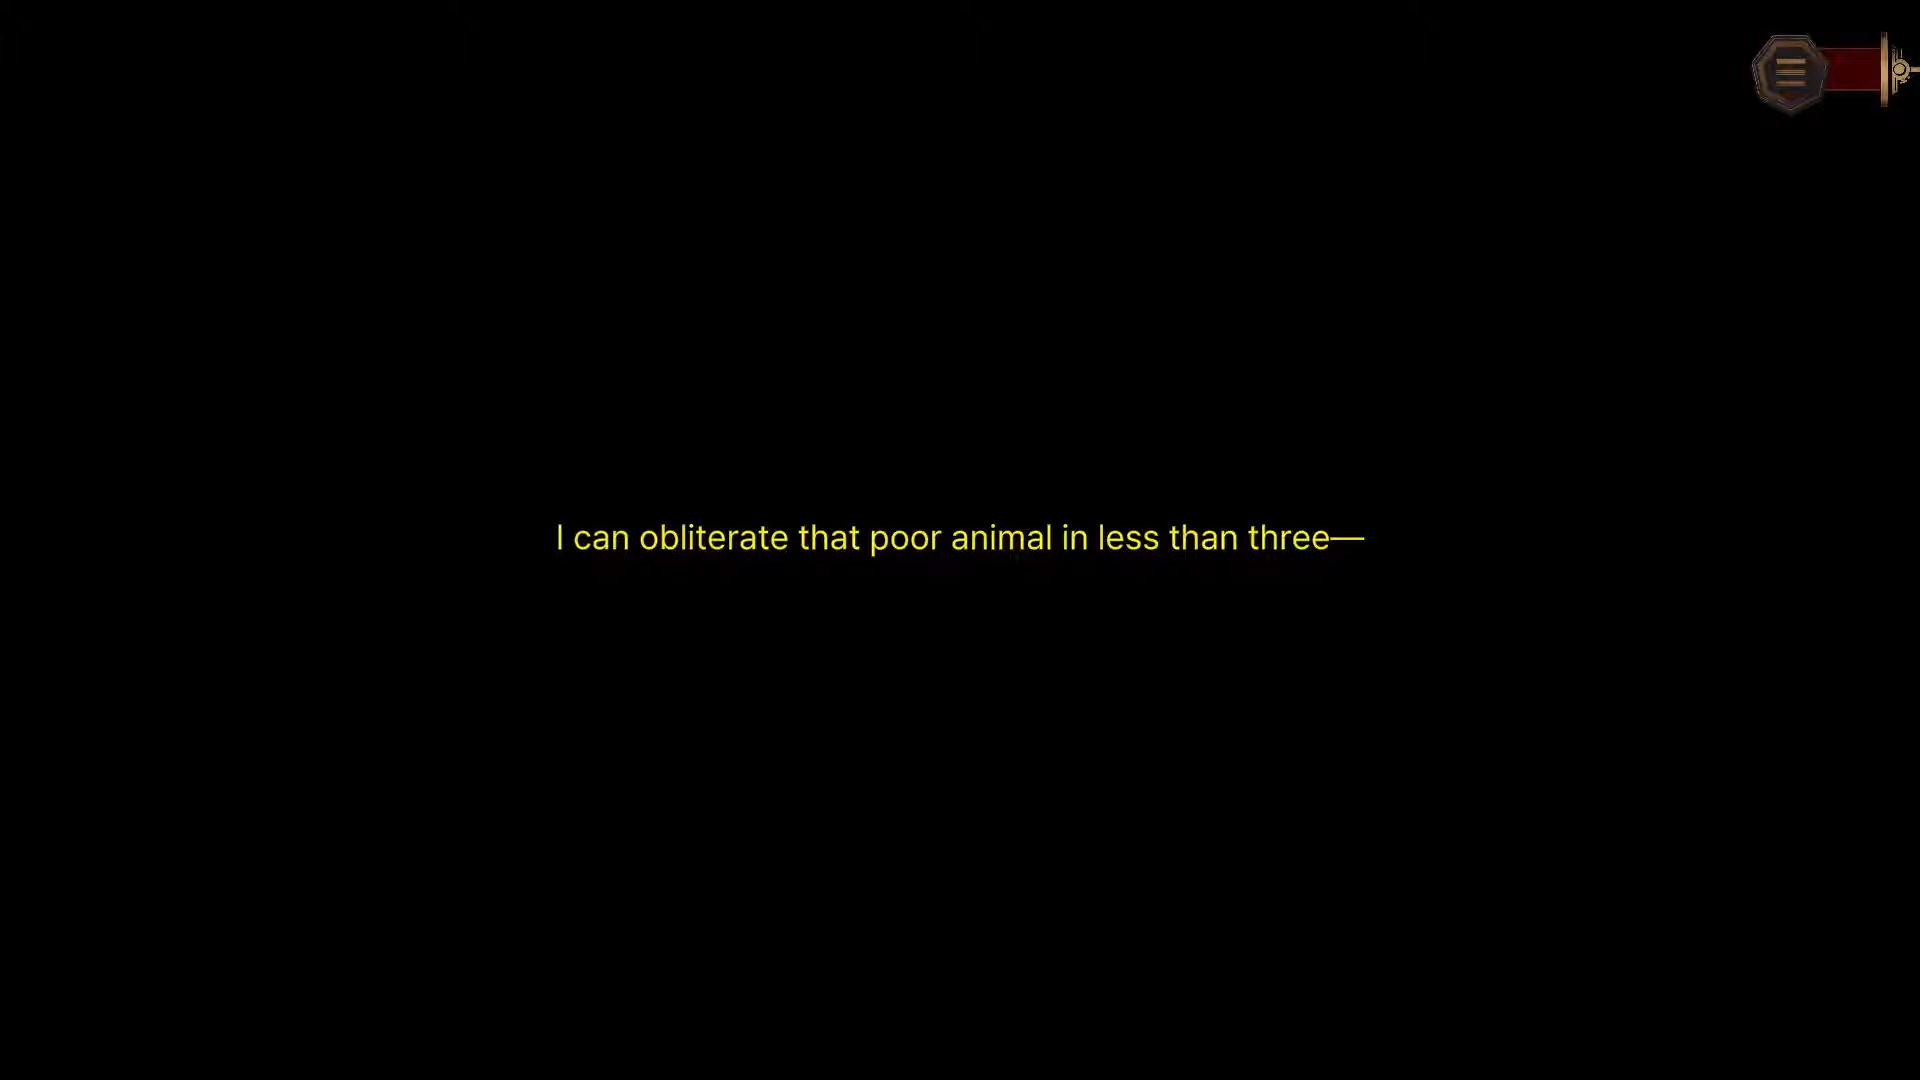 I can obliterate that poor animal in less than three—